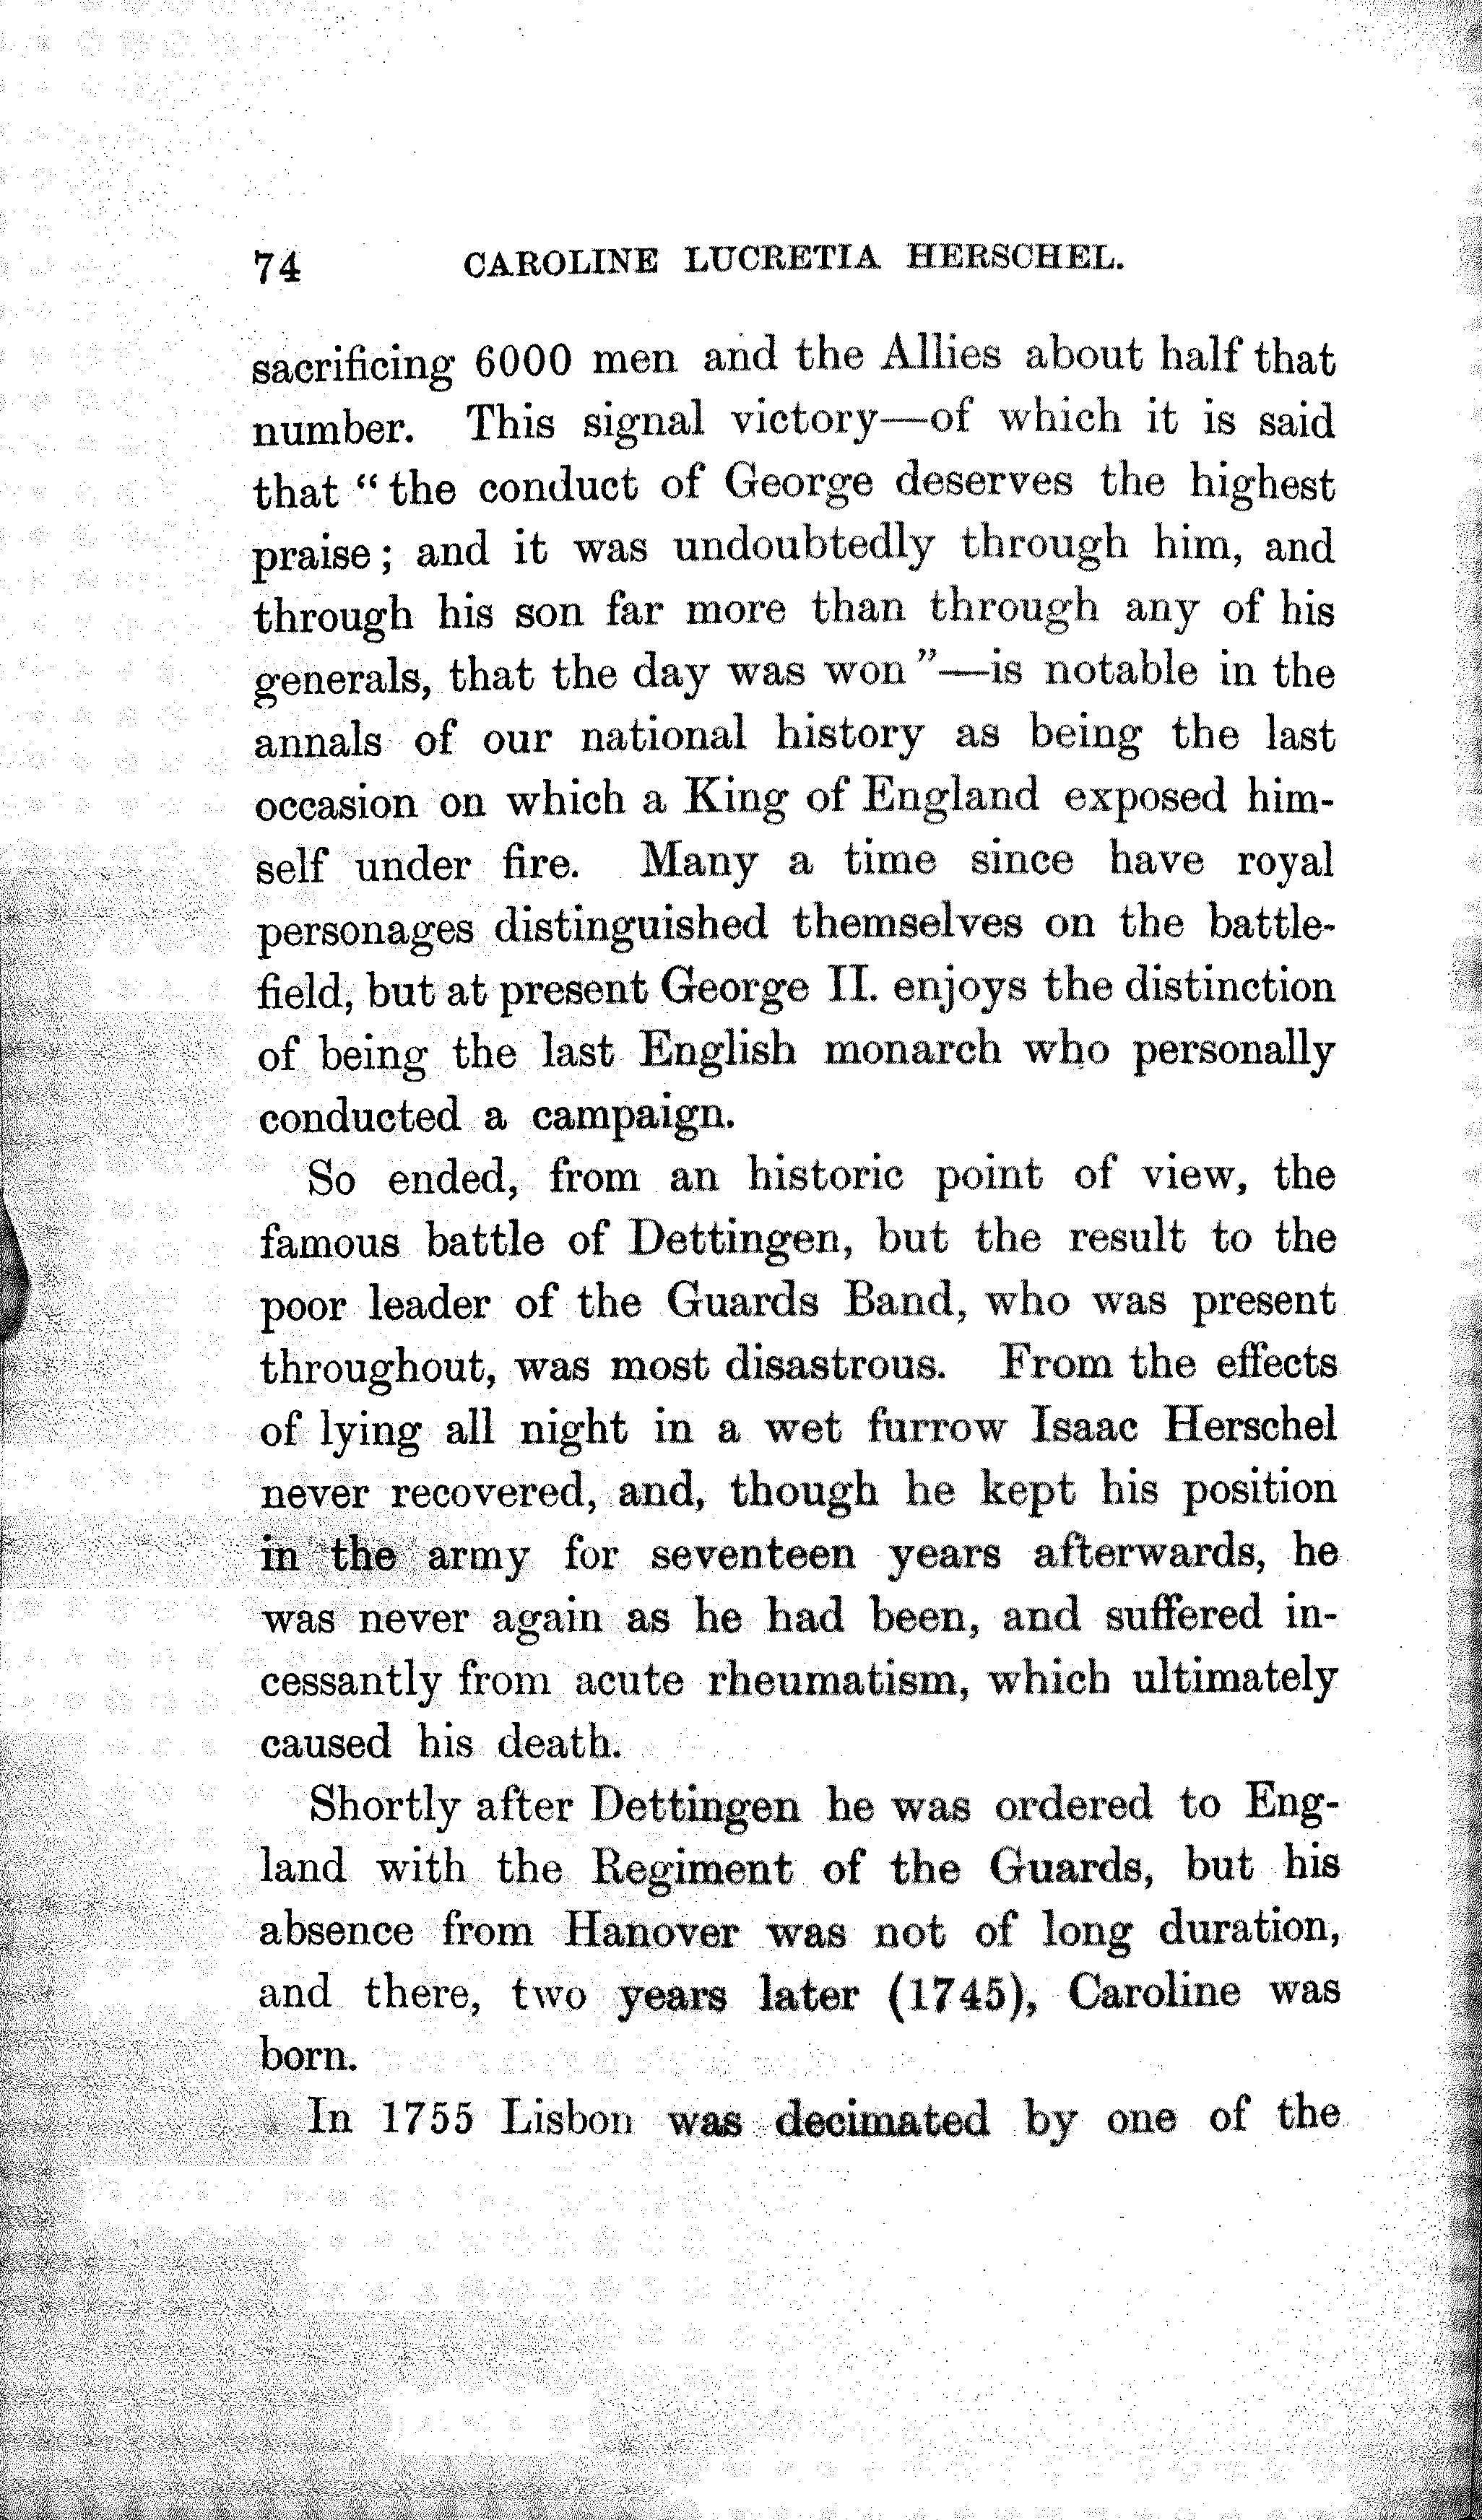 74 CAROLINE LUCRETIA HERSCHEL.
sacrificing 6000 men and the Allies about half that
number. This signal victory—of which it is said
that “the conduct of George deserves the highest
praise; and it was undoubtedly through him, and
through his son far more than through any of his
generals, that the day was won”—is notable in the
annals of our national history as being the last
occasion on which a King of England exposed him-
self under fire. Many a time since have royal
personages distinguished themselves on the battle-
field, but at present George II. enjoys the distinction
of being the last English monarch who personally
conducted a campaign.
So ended, from an historic point of view, the
famous battle of Dettingen, but the result to the
poor leader of the Guards Band, who was present
throughout, was most disastrous. From the effects
of lying all night in a wet furrow Isaac Herschel
never recovered, and, though he kept his position
in the army for seventeen years afterwards, he
was never again as he had been, and suffered in-
cessantly from acute rheumatism, which ultimately
caused his death.
Shortly after Dettingen he was ordered to Eng-
land with the Regiment of the Guards, but his
absence from Hanover was not of long duration,
and there, two years later (1745), Caroline was
born.
In 1755 Lisbon was decimated by one of the